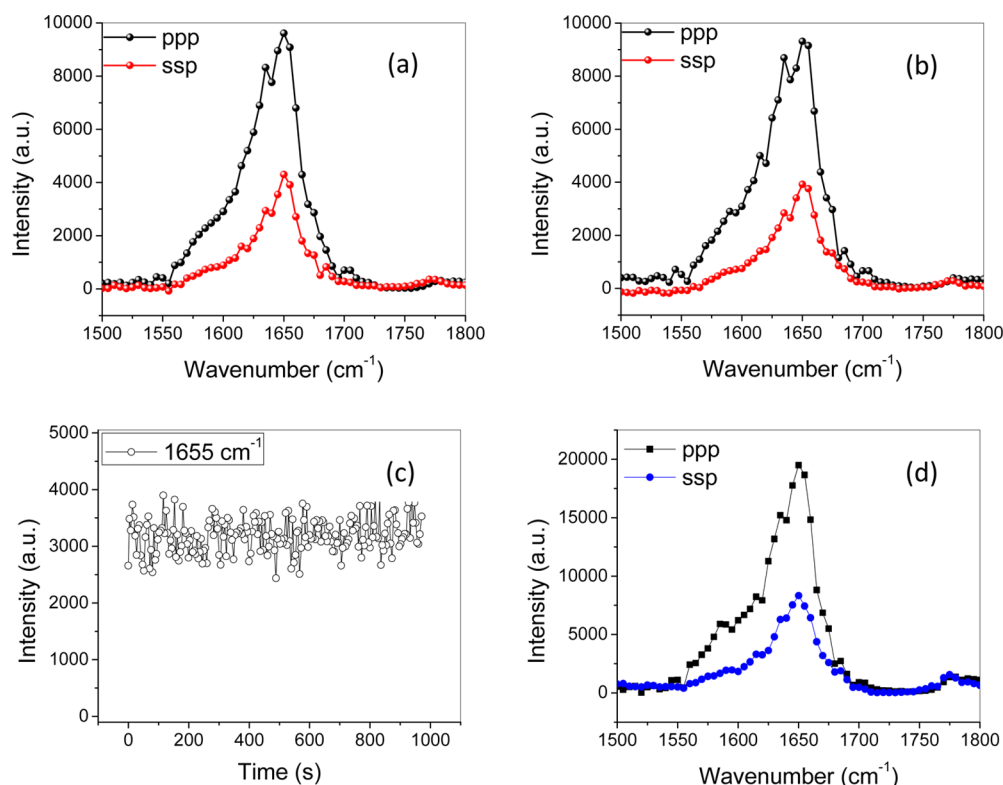 10000
8000
6000
4000
2000
0
1500 1550 1600 1650 1700 1750 1800
Intensity (a.u.)
Wavenumber (cm⁻¹)
ppp
ssp
(a)
10000
8000
6000
4000
2000
0
1500 1550 1600 1650 1700 1750 1800
Intensity (a.u.)
Wavenumber (cm⁻¹)
ppp
ssp
(b)
5000
4000
3000
2000
1000
0
0 200 400 600 800 1000
Intensity (a.u.)
Time (s)
1655 cm⁻¹
(c)
20000
15000
10000
5000
0
1500 1550 1600 1650 1700 1750 1800
Intensity (a.u.)
Wavenumber (cm⁻¹)
ppp
ssp
(d)